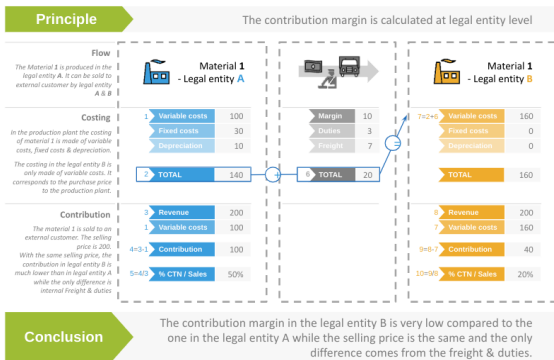 Principle
The contribution margin is calculated at legal entity level
Flow
The Material 1 is produced in the
legal entity A. It can be sold to
external customer by legal entity
A & B
Material 1
- Legal entity A
Material 1
- Legal entity B
Costing
In the production plant the costing
of material 1 is made of variable
costs, fixed costs & depreciation.
The costing in the legal entity B is
only made of variable costs. It
corresponds to the purchase price
to the production plant.
1 Variable costs 100
Fixed costs 30
Depreciation 10
2 TOTAL 140
+
Margin 10
Duties 3
Freight 7
6 TOTAL 20
=
7=2+6 Variable costs 160
Fixed costs 0
Depreciation 0
TOTAL 160
Contribution
The material 1 is sold to an
external customer. The selling
price is 200.
With the same selling price, the
contribution in legal entity B is
much lower than in legal entity A
while the only difference is
internal Freight & duties
3 Revenue 200
1 Variable costs 100
4=3-1 Contribution 100
5=4/3 % CTN / Sales 50%
8 Revenue 200
7 Variable costs 160
9=8-7 Contribution 40
10=9/8 % CTN / Sales 20%
Conclusion
The contribution margin in the legal entity B is very low compared to the
one in the legal entity A while the selling price is the same and the only
difference comes from the freight & duties.